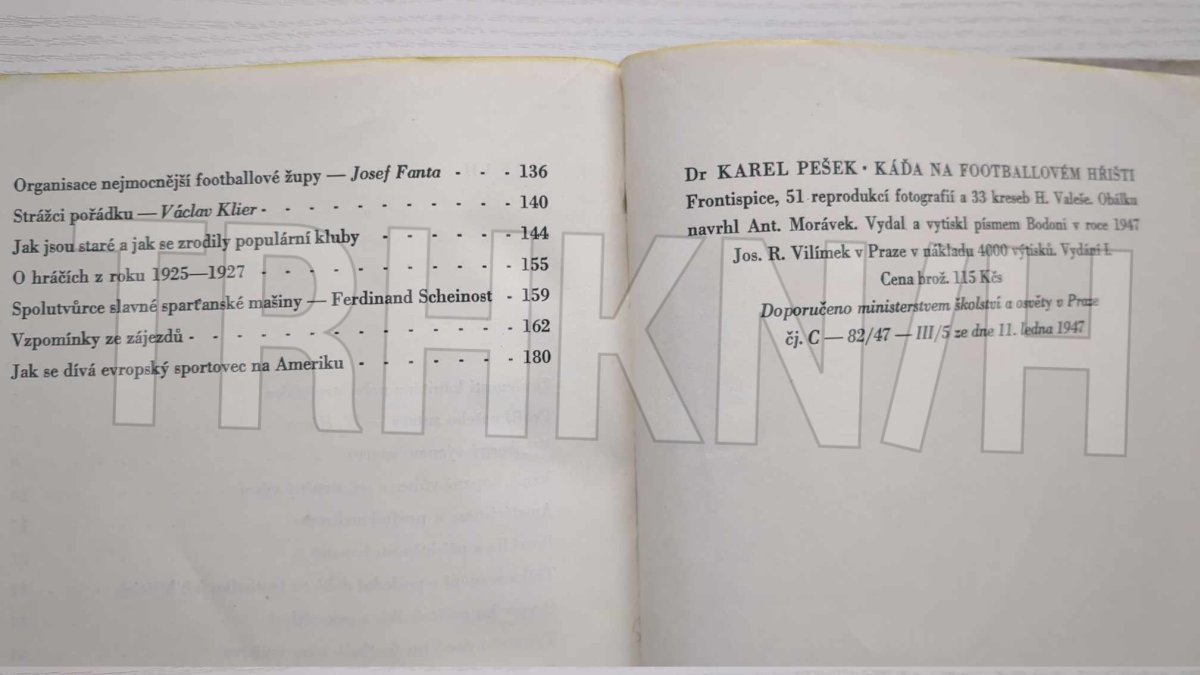 Organisace nejmocnější footballové župy — Josef Fanta - - - 136
Strážci pořádku — Václav Klier - - - - - - - - - - 140
Jak jsou staré a jak se zrodily populární kluby - - - - - 144
O hráčích z roku 1925—1927 - - - - - - - - - - 155
Spolutvůrce slavné sparťanské mašiny — Ferdinand Scheinost - 159
Vzpomínky ze zájezdů - - - - - - - - - - - - 162
Jak se dívá evropský sportovec na Ameriku - - - - - - 180
Dr KAREL PEŠEK · KÁĎA NA FOOTBALLOVÉM HŘIŠTI
Frontispice, 51 reprodukcí fotografií a 33 kreseb H. Valeše. Obálku
navrhl Ant. Morávek. Vydal a vytiskl písmem Bodoni v roce 1947
Jos. R. Vilímek v Praze v nákladu 4000 výtisků. Vydání I.
Cena brož. 115 Kčs
Doporučeno ministerstvem školství a osvěty v Praze
čj. C — 82/47 — III/5 ze dne 11. ledna 1947
TRHKNIH